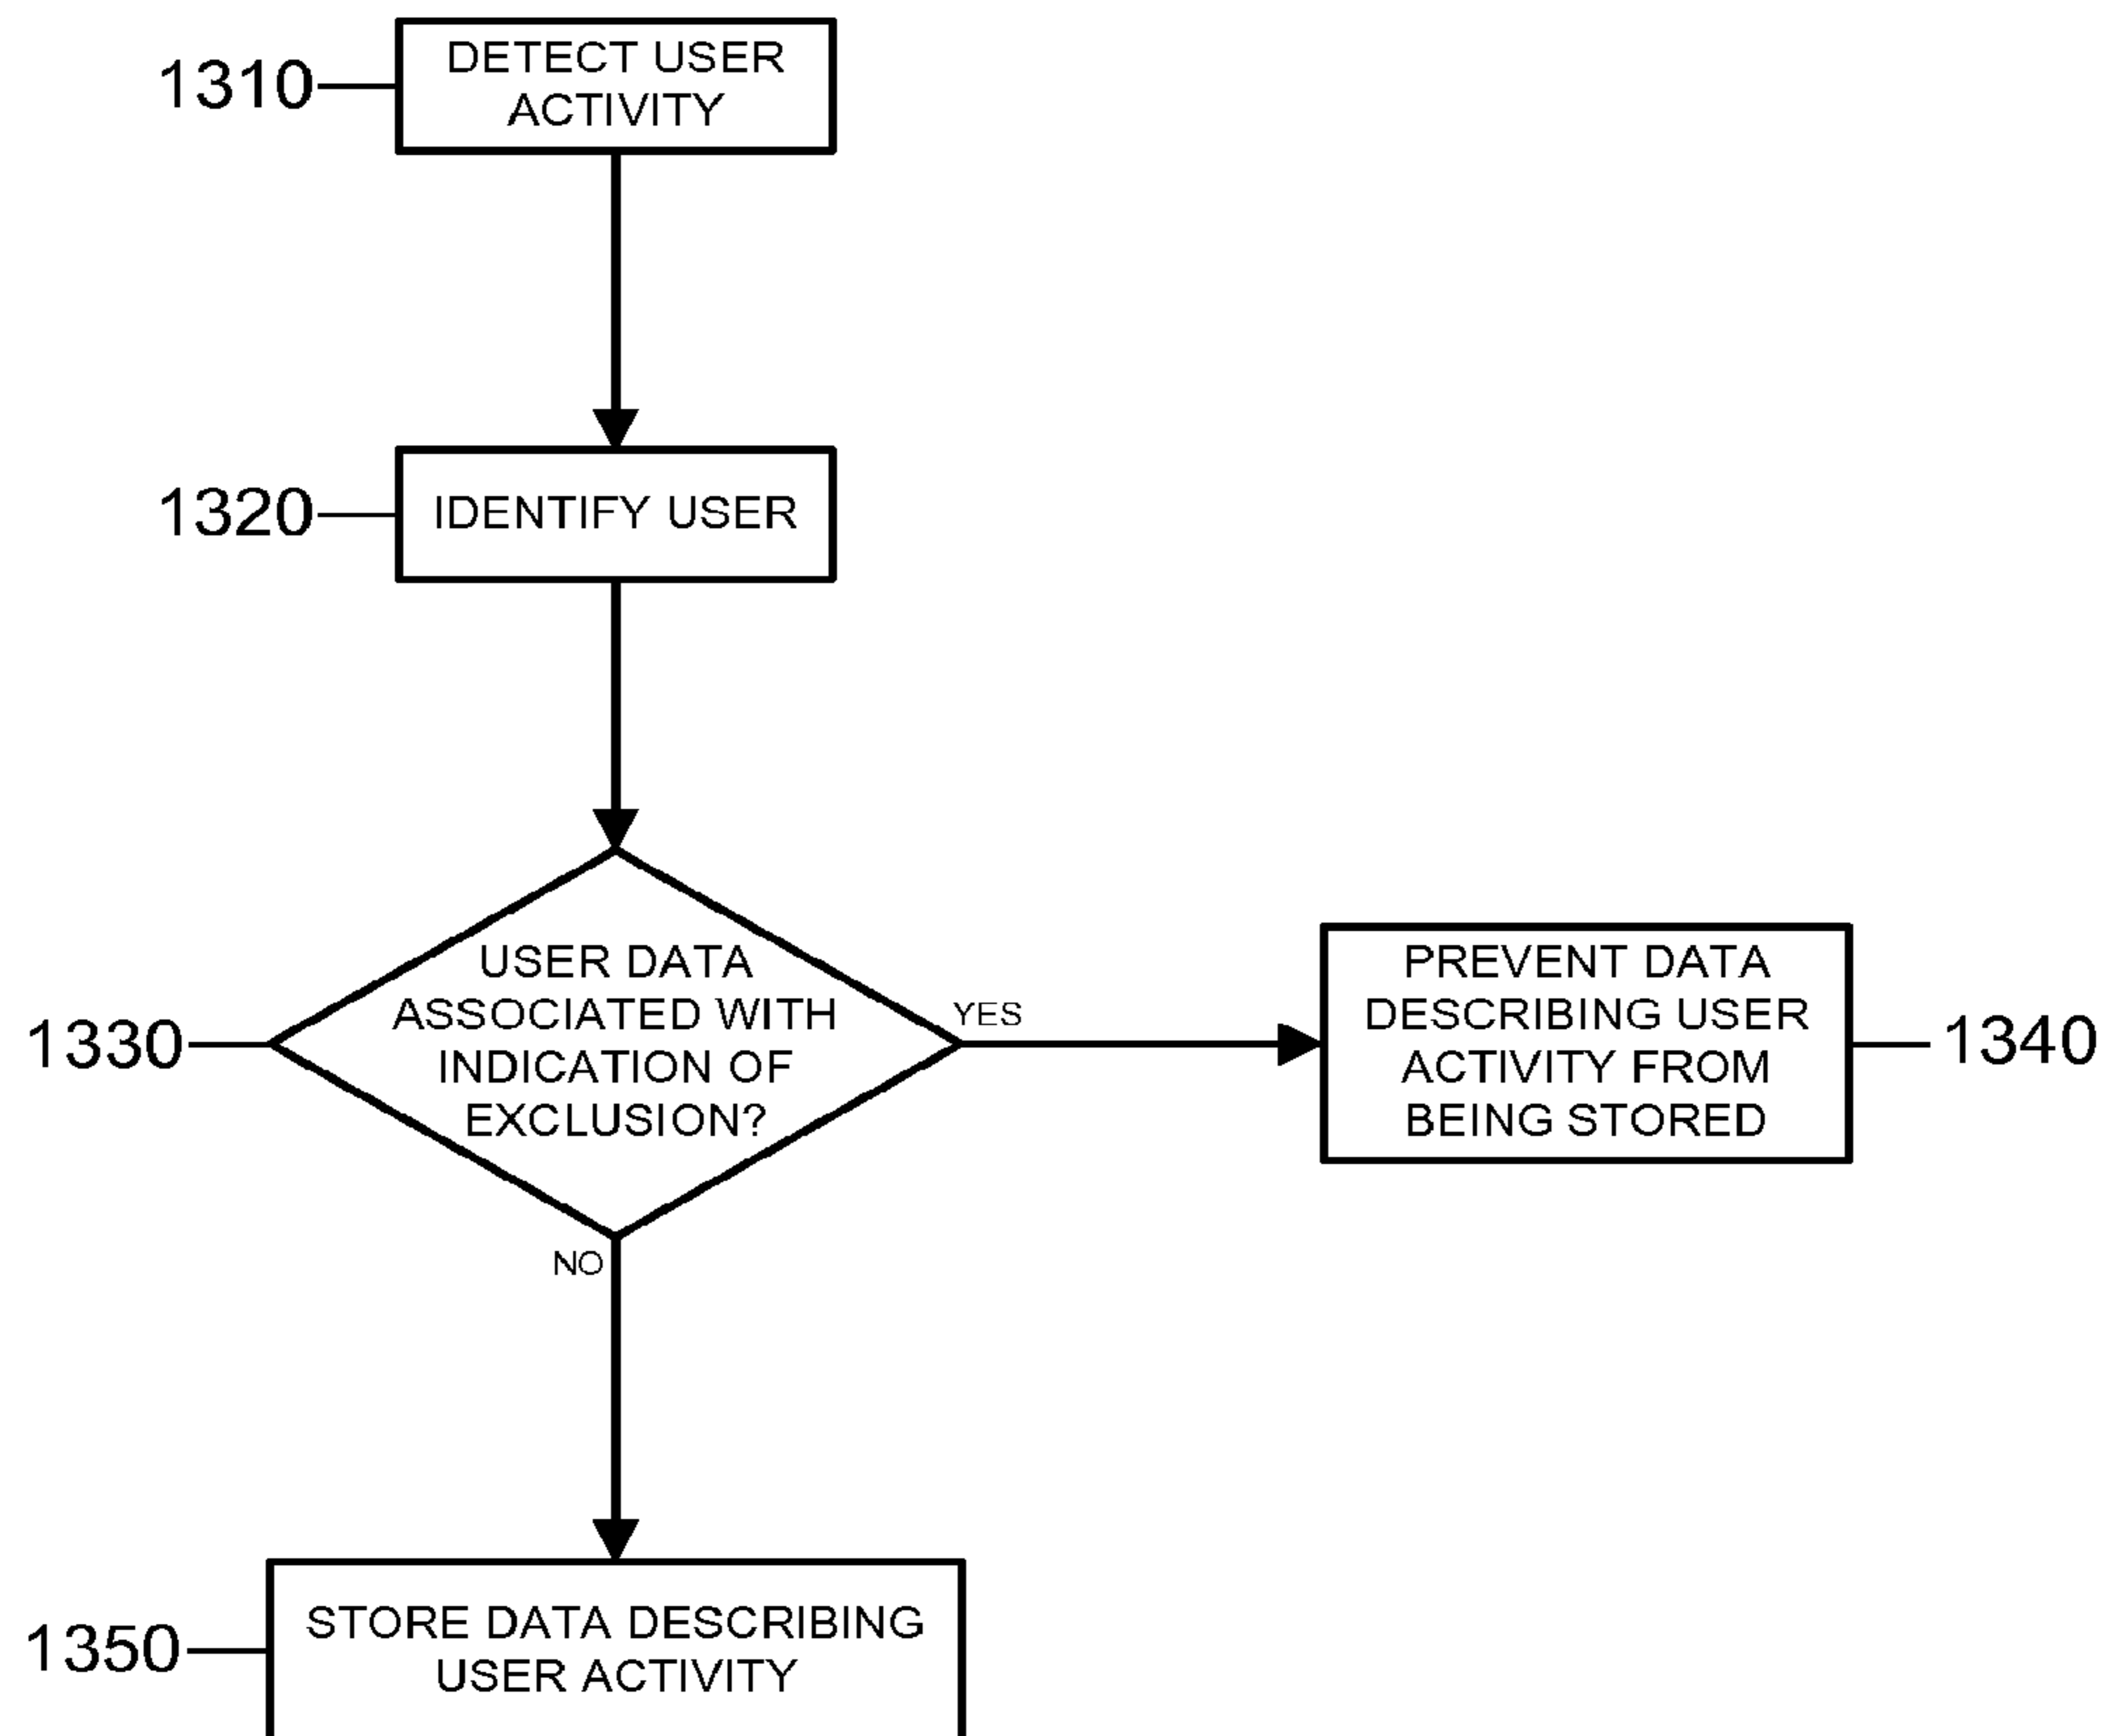 1310
DETECT USER
ACTIVITY
1320
IDENTIFY USER
1330
USER DATA
ASSOCIATED WITH
INDICATION OF
EXCLUSION?
YES
PREVENT DATA
DESCRIBING USER
ACTIVITY FROM
BEING STORED
1340
NO
1350
STORE DATA DESCRIBING
USER ACTIVITY